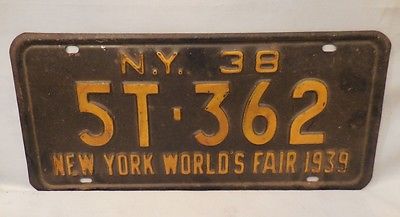 N.Y. 38
5T-362
NEW YORK WORLD'S FAIR 1939